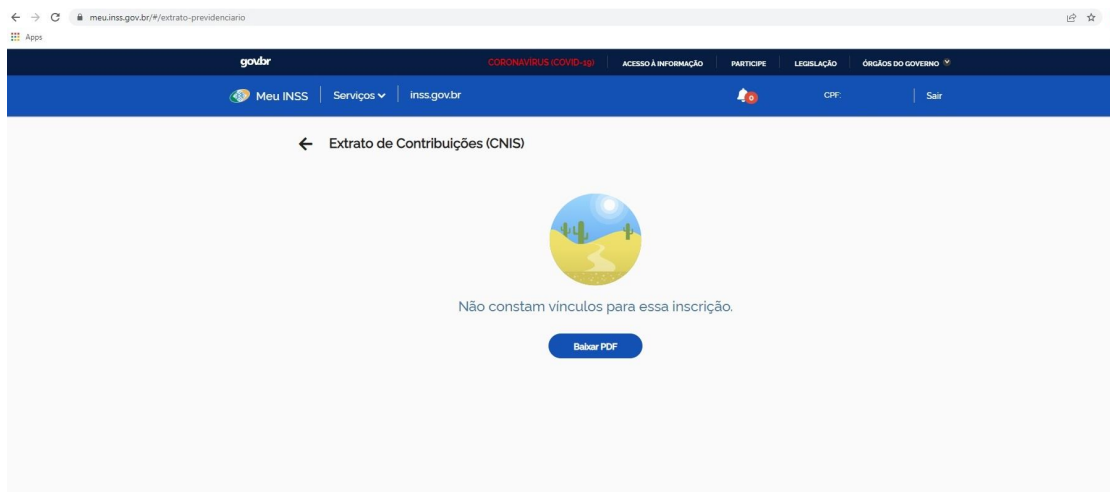 meu.inss.gov.br/#/extrato-previdenciario
Apps
gov.br CORONAVÍRUS (COVID-19) ACESSO À INFORMAÇÃO PARTICIPE LEGISLAÇÃO ÓRGÃOS DO GOVERNO
Meu INSS Serviços inss.gov.br 0 CPF: Sair
Extrato de Contribuições (CNIS)
Não constam vínculos para essa inscrição.
Baixar PDF